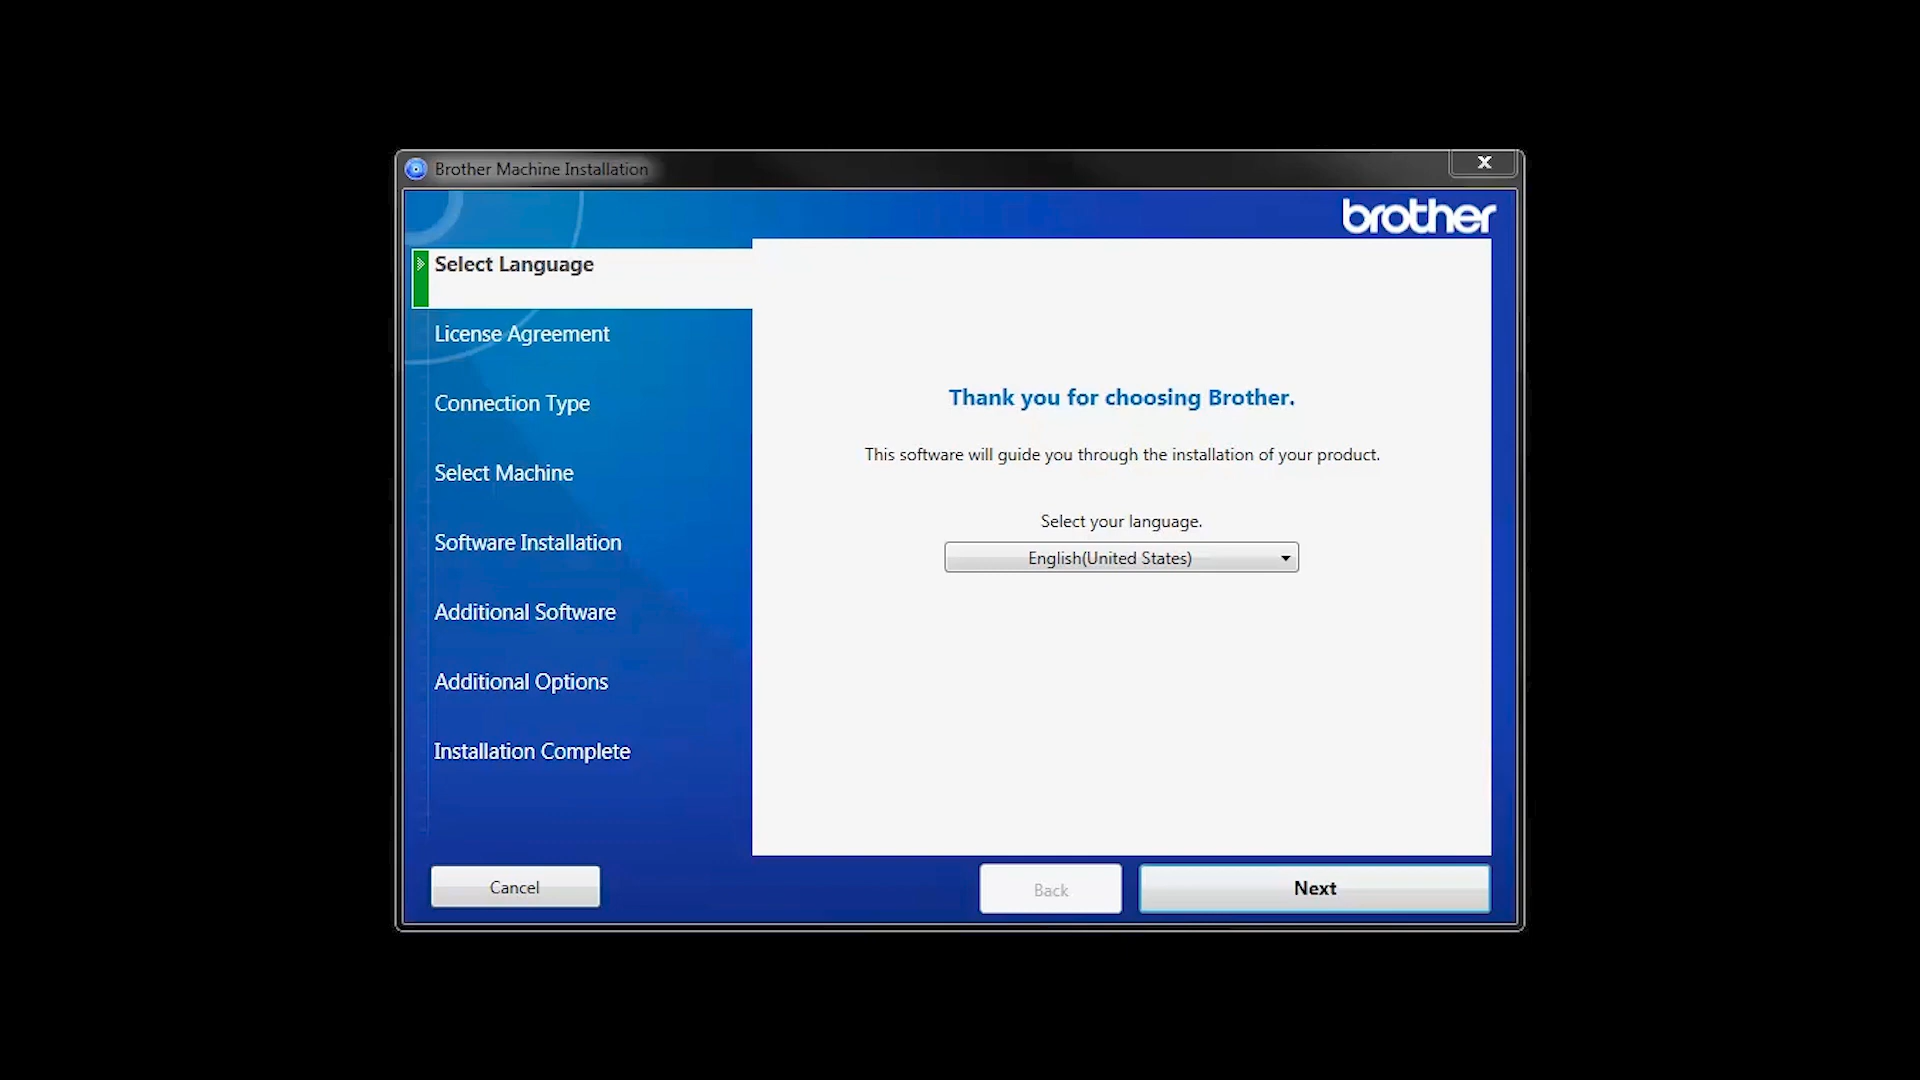 Brother Machine Installation
X
brother
Select Language
License Agreement
Connection Type
Select Machine
Software Installation
Additional Software
Additional Options
Installation Complete
Thank you for choosing Brother.
This software will guide you through the installation of your product.
Select your language.
English(United States)
Cancel
Back
Next